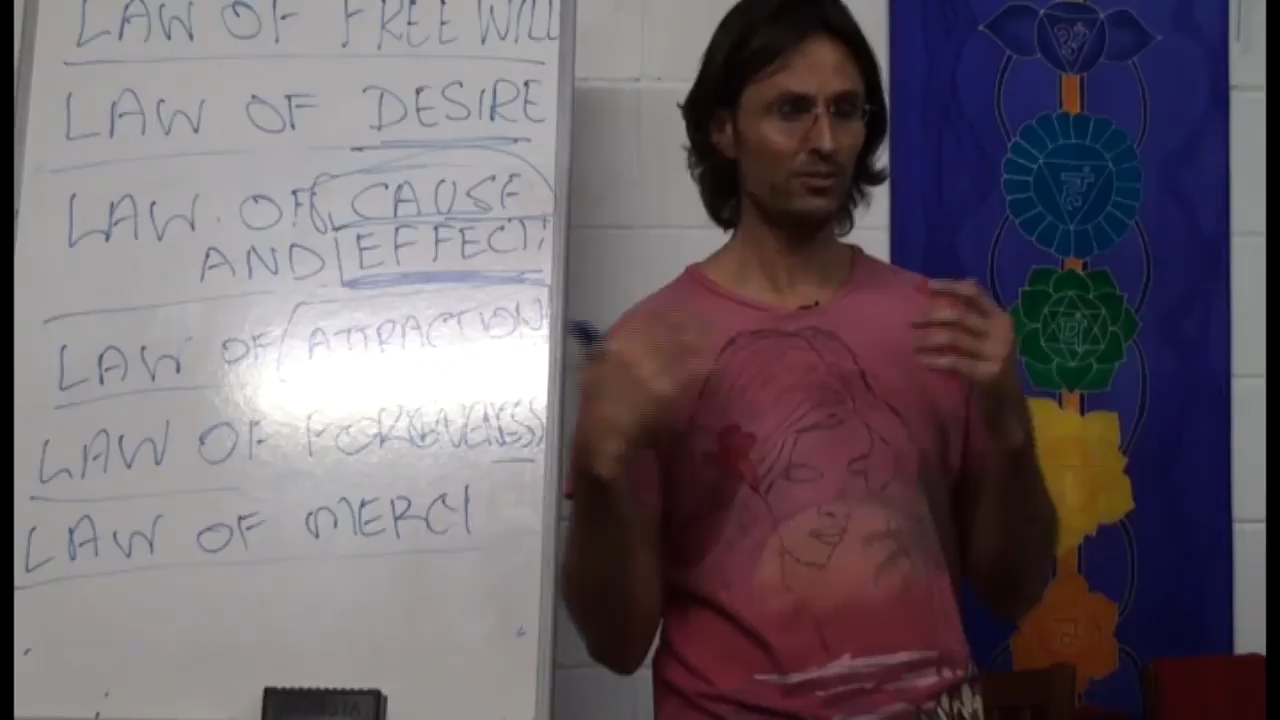 LAW OF FREE WILL
LAW OF DESIRE
LAW OF CAUSE
AND EFFECT
LAW OF ATTRACTION
LAW OF FORGIVENESS
LAW OF MERCI